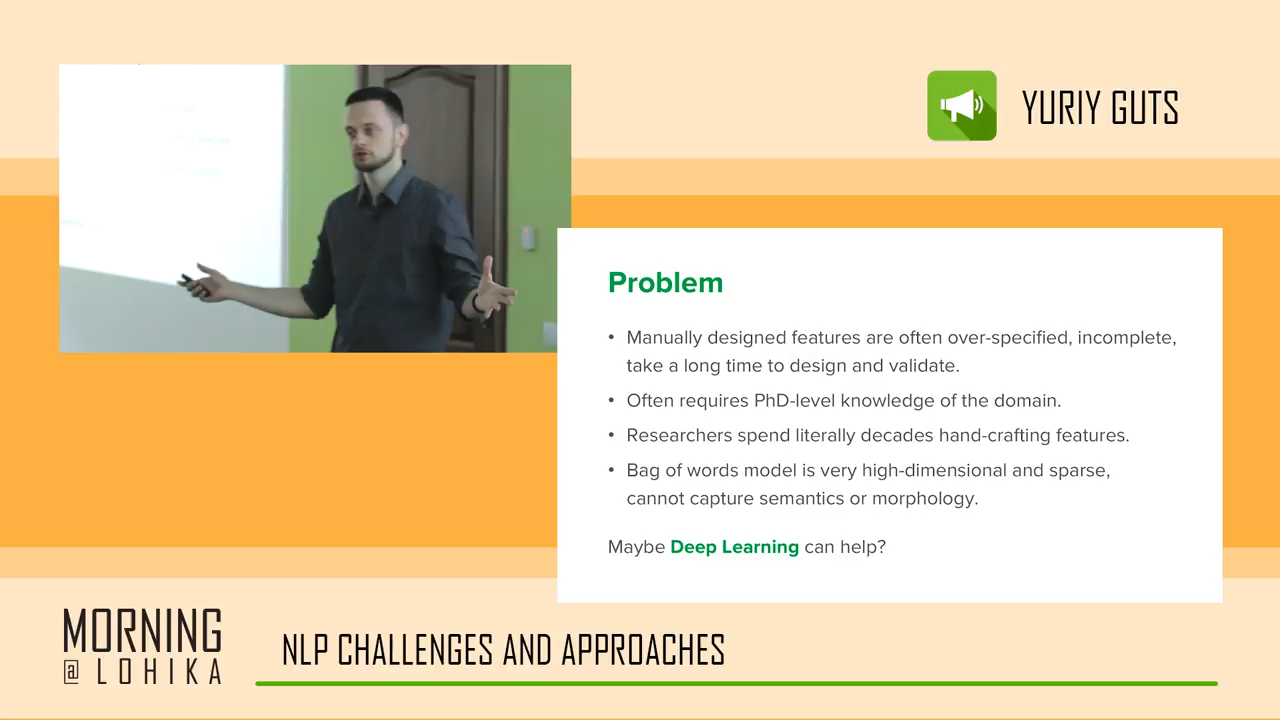 YURIY GUTS
Problem
• Manually designed features are often over-specified, incomplete,
take a long time to design and validate.
• Often requires PhD-level knowledge of the domain.
• Researchers spend literally decades hand-crafting features.
• Bag of words model is very high-dimensional and sparse,
cannot capture semantics or morphology.
Maybe Deep Learning can help?
MORNING
@ LOHIKA
NLP CHALLENGES AND APPROACHES